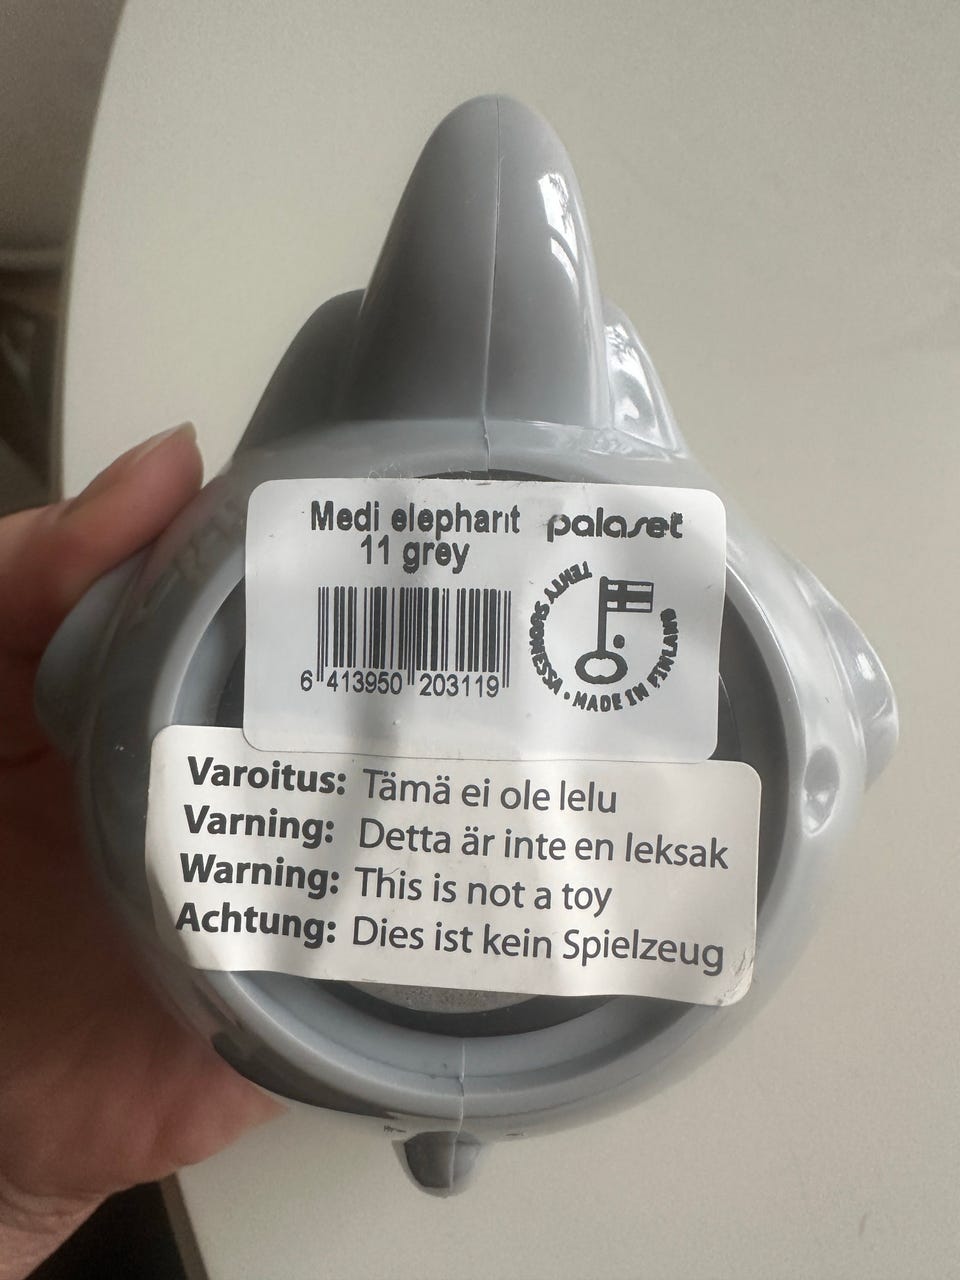 Medi elephant
11 grey
palaset
6 413950 203119
TEHTY SUOMESSA • MADE IN FINLAND
Varoitus: Tämä ei ole lelu
Varning: Detta är inte en leksak
Warning: This is not a toy
Achtung: Dies ist kein Spielzeug